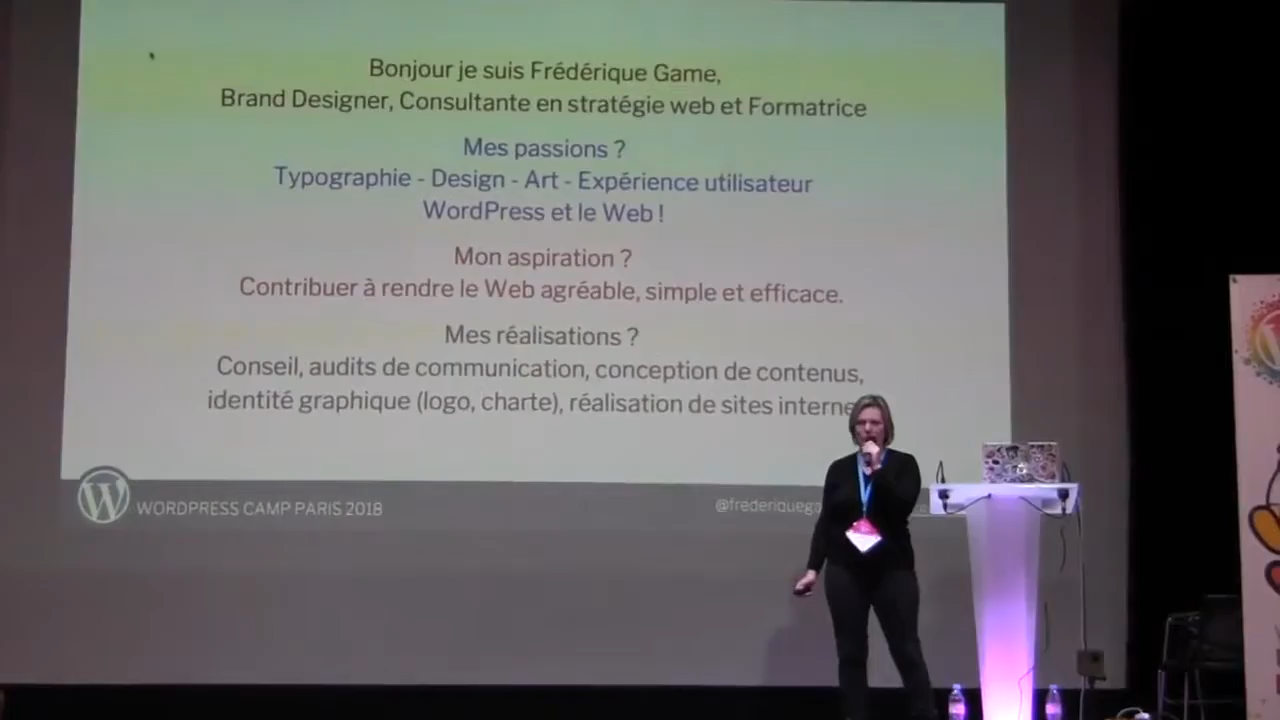 Bonjour je suis Frédérique Game,
Brand Designer, Consultante en stratégie web et Formatrice
Mes passions ?
Typographie - Design - Art - Expérience utilisateur
WordPress et le Web !
Mon aspiration ?
Contribuer à rendre le Web agréable, simple et efficace.
Mes réalisations ?
Conseil, audits de communication, conception de contenus,
identité graphique (logo, charte), réalisation de sites interne
WORDPRESS CAMP PARIS 2018
@frederiquega